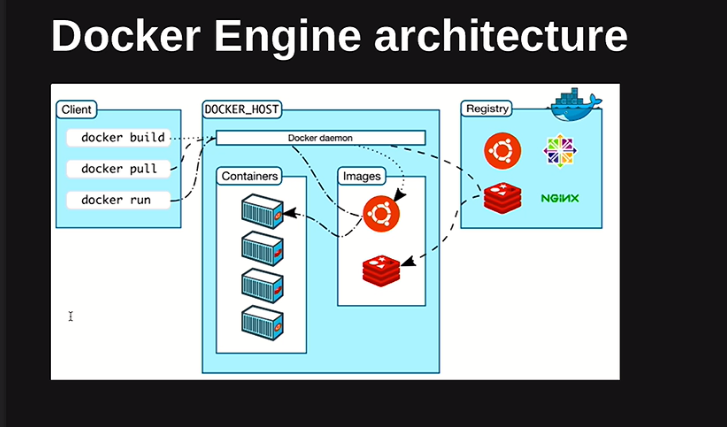 Docker Engine architecture
Client
docker build
docker pull
docker run
DOCKER_HOST
Docker daemon
Containers
Images
Registry
NGINX